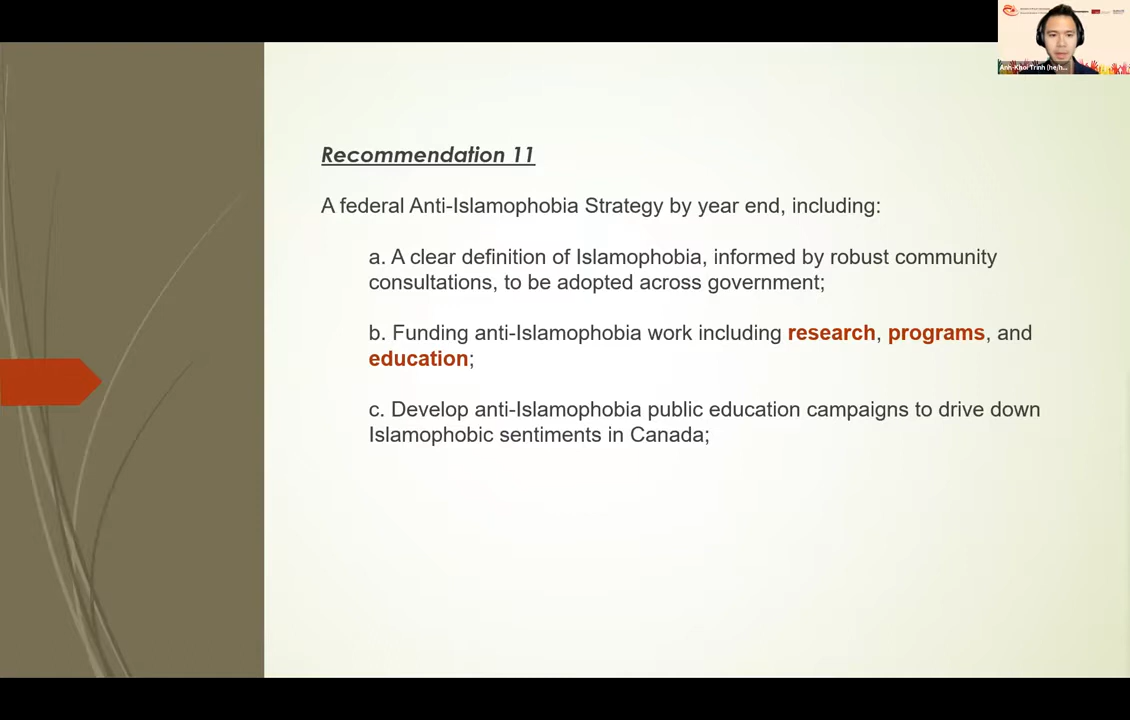 Recommendation 11
A federal Anti-Islamophobia Strategy by year end, including:
a. A clear definition of Islamophobia, informed by robust community
consultations, to be adopted across government;
b. Funding anti-Islamophobia work including research, programs, and
education;
c. Develop anti-Islamophobia public education campaigns to drive down
Islamophobic sentiments in Canada;
Anh-Khoi Trinh (he/h...